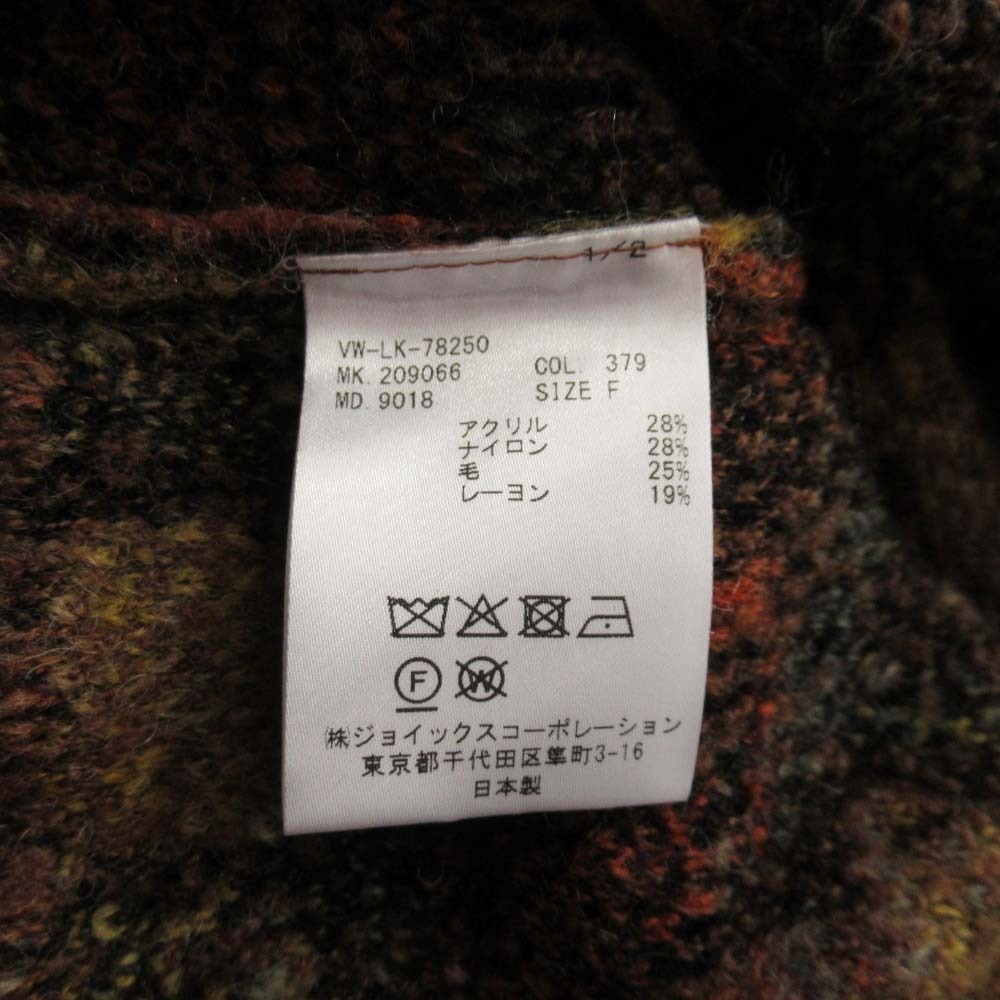 1/2
VW-LK-78250
MK. 209066 COL. 379
MD. 9018 SIZE F
アクリル 28%
ナイロン 28%
毛 25%
レーヨン 19%
F W
㈱ジョイックスコーポレーション
東京都千代田区隼町3-16
日本製